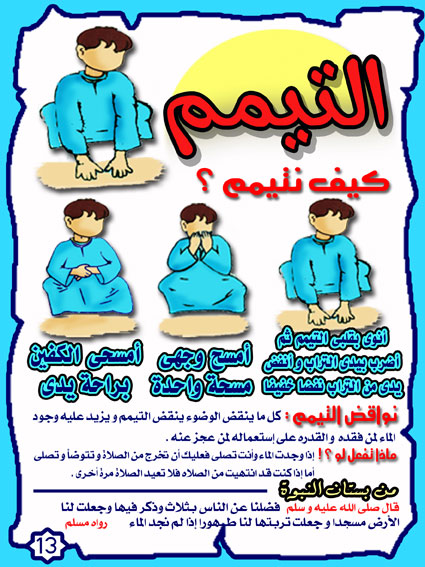 التيمم
كيف نتيمم ؟
أنوى بقلبى التيمم ثم
أضرب بيدى التراب وأنفض
يدى من التراب نفضا خفيفا
أمسح وجهى
مسحة واحدة
أمسحى الكفين
براحة يدى
نواقض التيمم : كل ما ينقض الوضوء ينقض التيمم و يزيد عليه وجود
الماء لمن فقده و القدره على إستعماله لمن عجز عنه .
ماذا تفعل لو ؟ ! إذا وجدت الماء وأنت تصلى فعليك أن تخرج من الصلاة و تتوضأ و تصلى
أما إذا كنت قد انتهيت من الصلاه فلا تعيد الصلاة مرة أخرى .
من بستان النبوة
قال صلى الله عليه و سلم فضلنا عن الناس بثلاث وذكر فيها وجعلت لنا
الأرض مسجدا و جعلت تربتها لنا طهورا إذا لم نجد الماء رواه مسلم
13